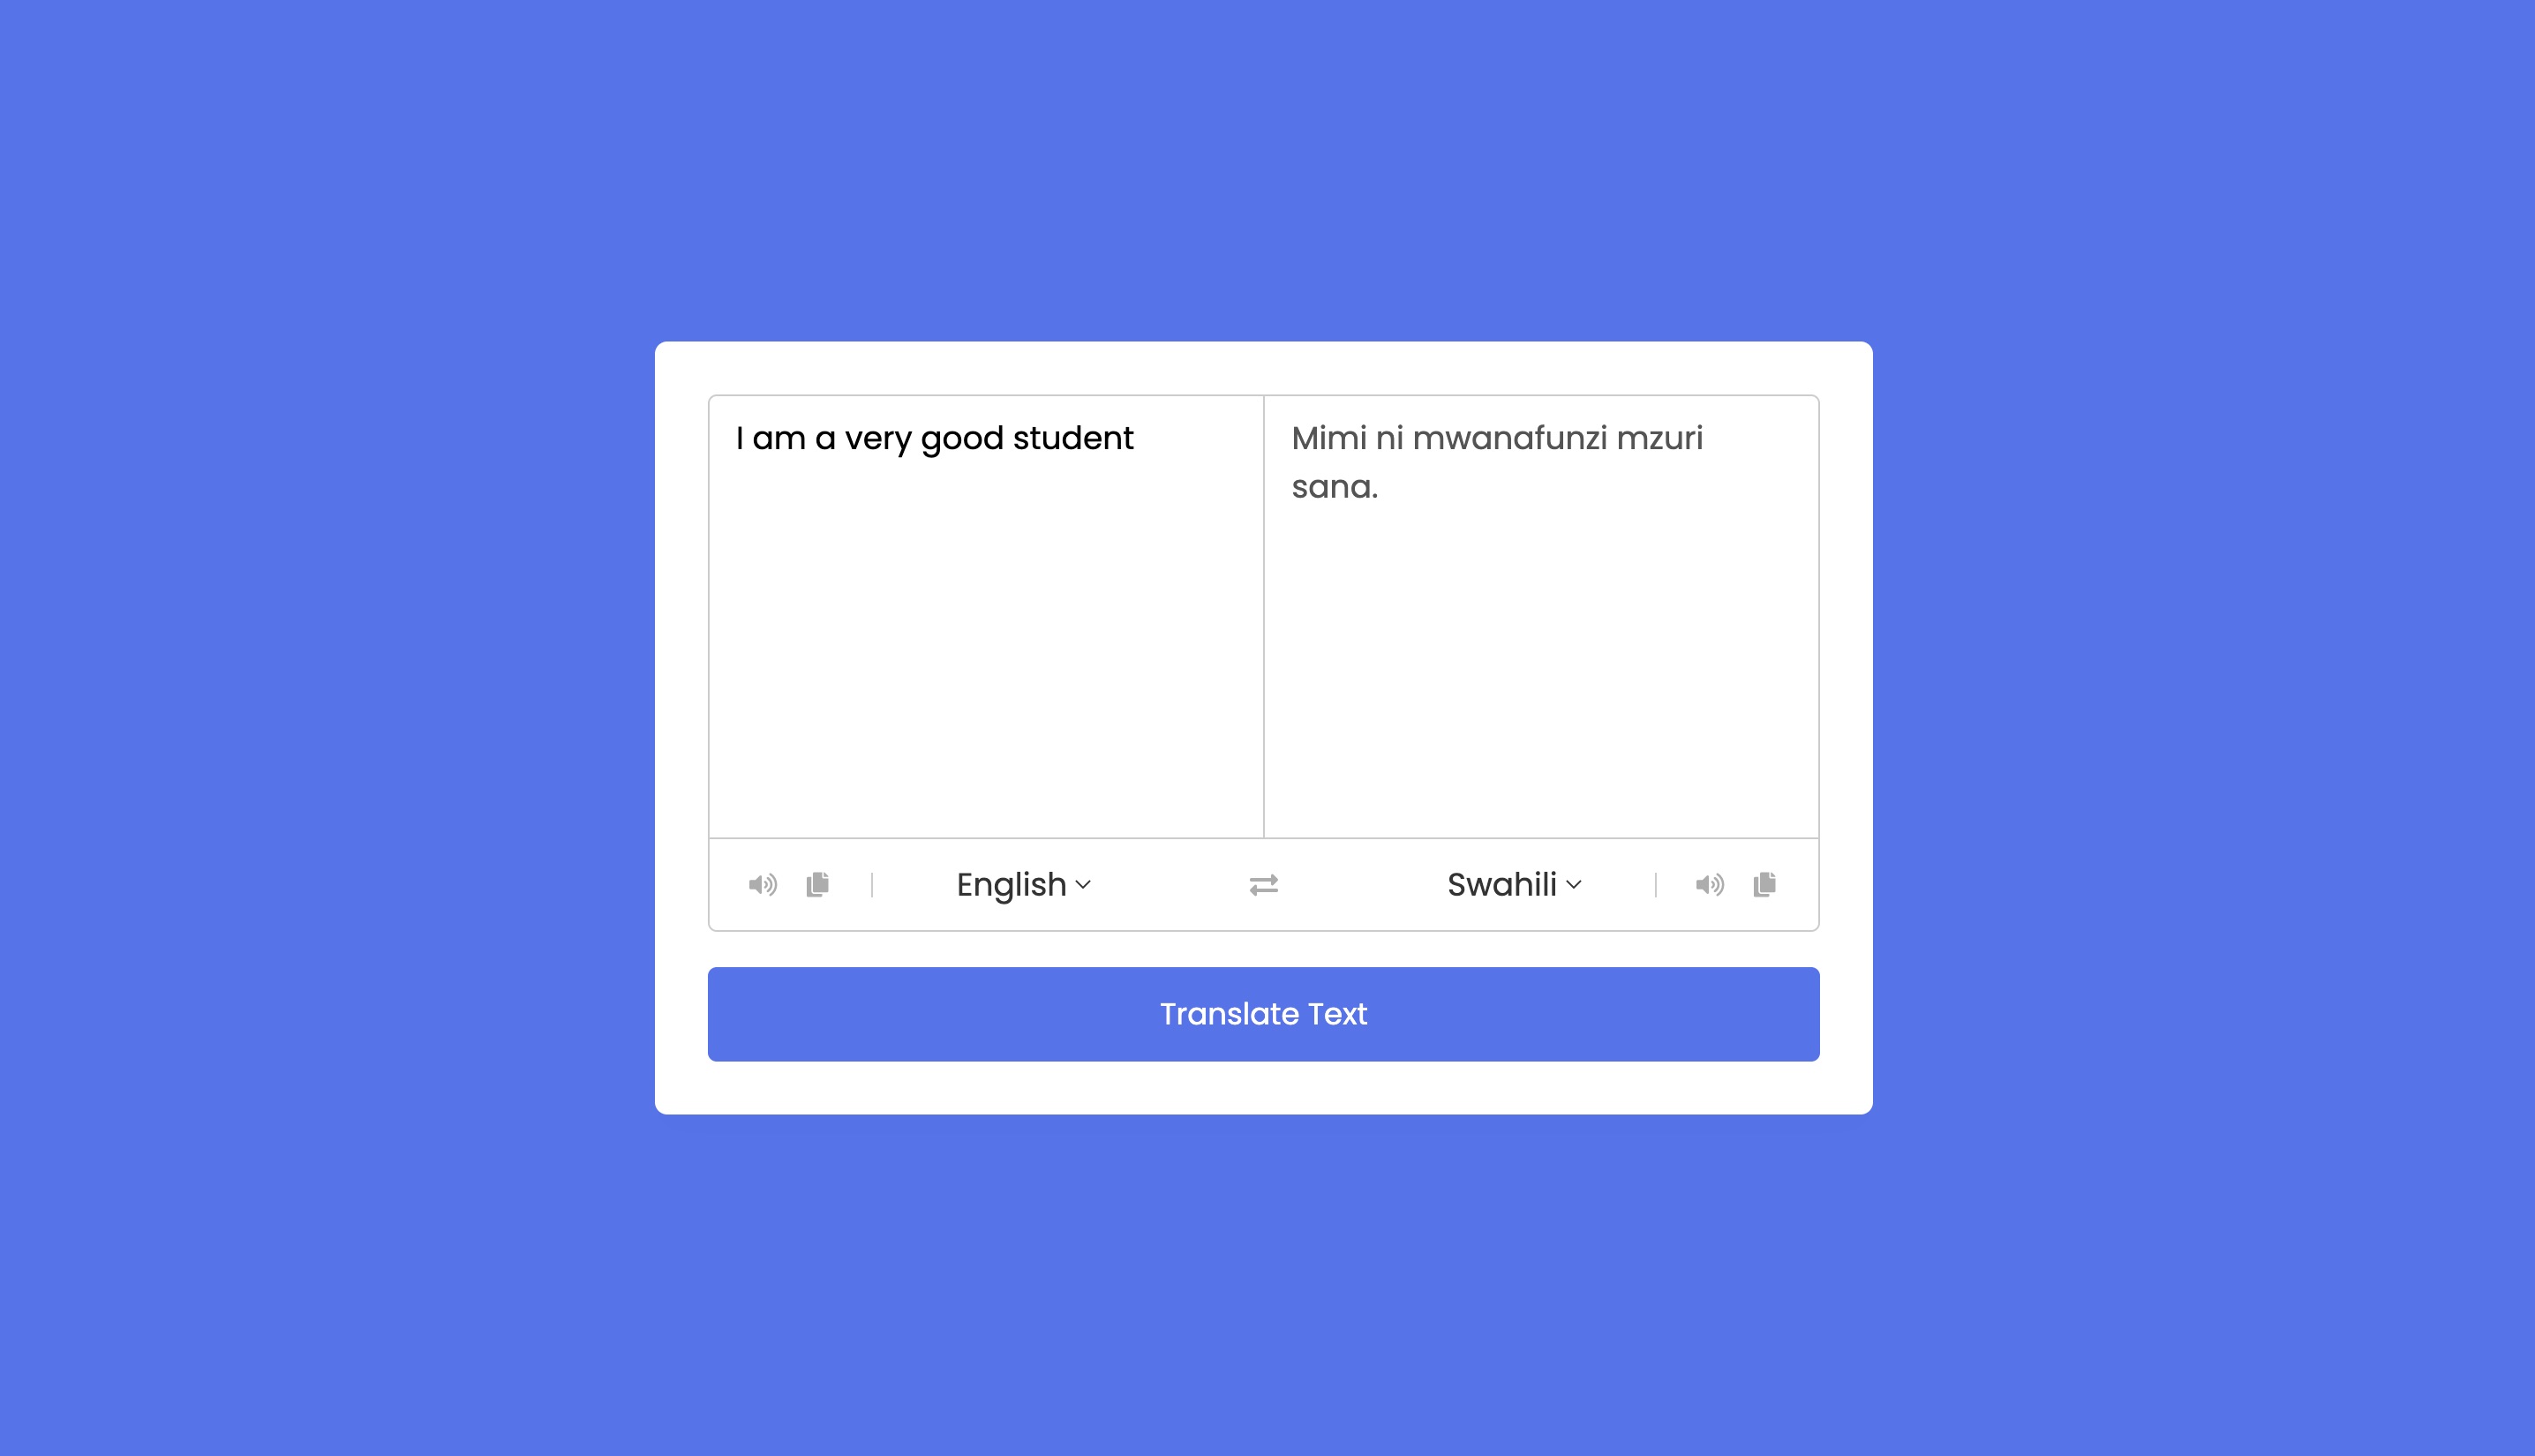 I am a very good student
Mimi ni mwanafunzi mzuri
sana.
English
Swahili
Translate Text